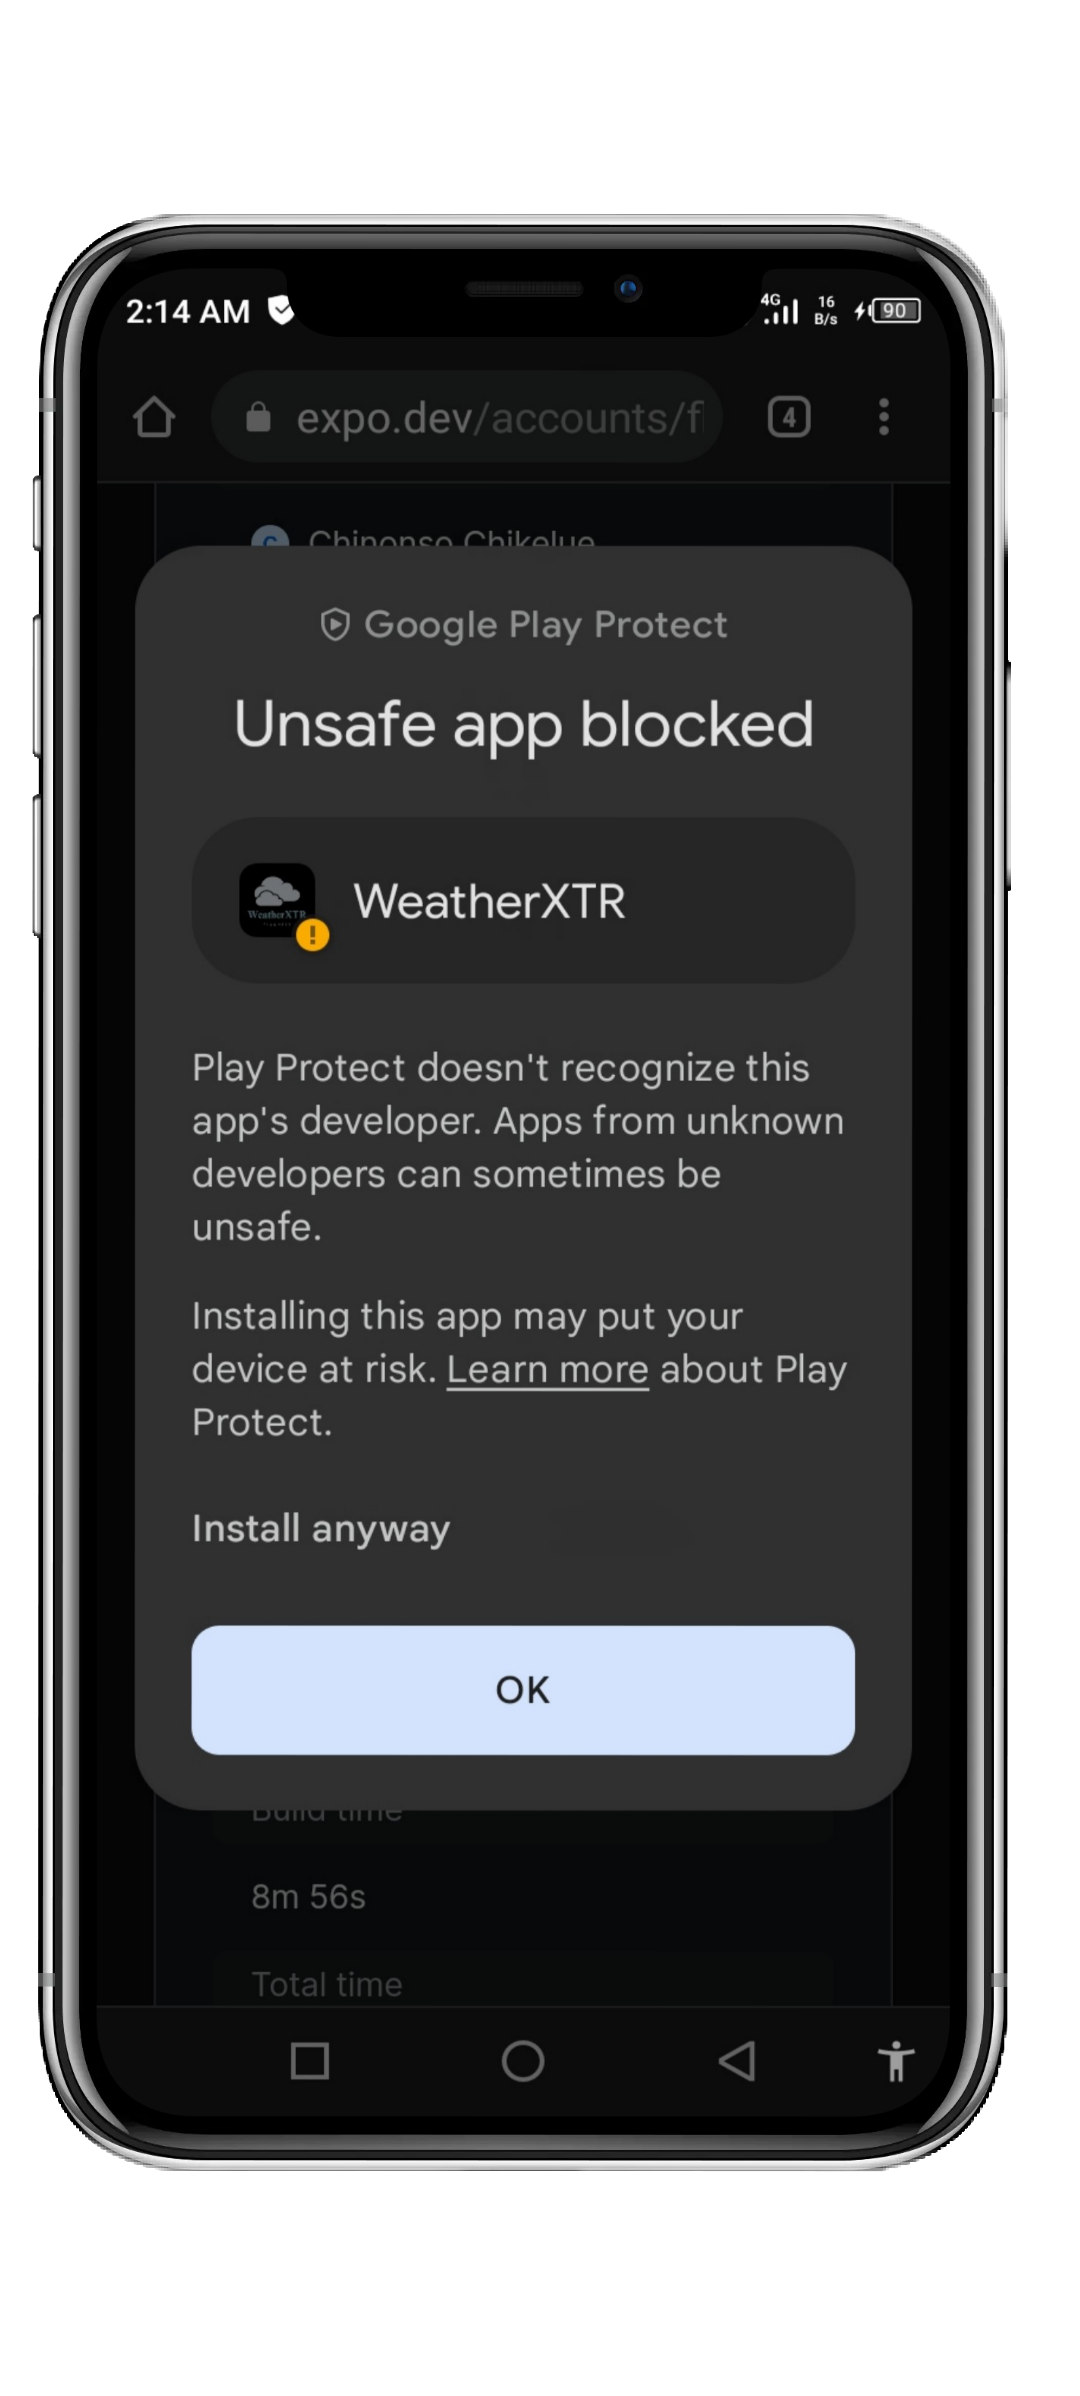 2:14 AM
4G
16
B/s
90
expo.dev/accounts/f
4
C Chinonso Chikelue
Google Play Protect
Unsafe app blocked
WeatherXTR
WeatherXTR
Play Protect doesn't recognize this
app's developer. Apps from unknown
developers can sometimes be
unsafe.
Installing this app may put your
device at risk. Learn more about Play
Protect.
Install anyway
OK
Build time
8m 56s
Total time